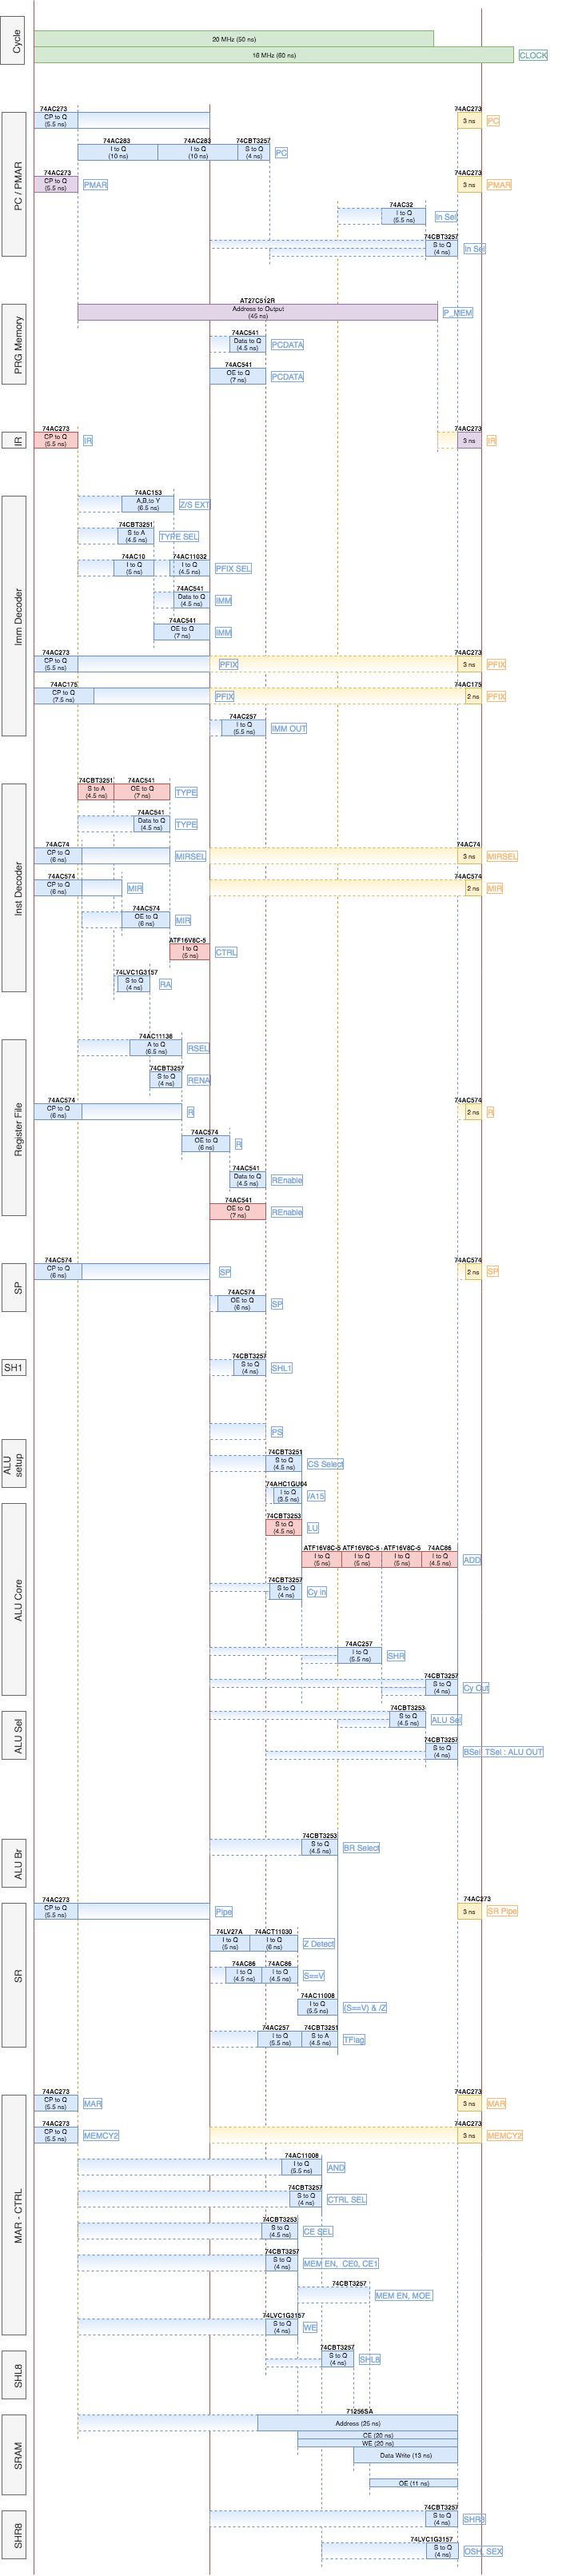 Cycle
20 MHz (50 ns)
16 MHz (60 ns)
CLOCK
PC / PMAR
74AC273
CP to Q
(5.5 ns)
74AC273
3 ns
PC
74AC283
I to Q
(10 ns)
74AC283
I to Q
(10 ns)
74CBT3257
S to Q
(4 ns)
PC
74AC273
CP to Q
(5.5 ns)
PMAR
74AC273
3 ns
PMAR
74AC32
I to Q
(5.5 ns)
In Sel
74CBT3257
S to Q
(4 ns)
In Sel
PRG Memory
AT27C512R
Address to Output
(45 ns)
P_MEM
74AC541
Data to Q
(4.5 ns)
PCDATA
74AC541
OE to Q
(7 ns)
PCDATA
IR
74AC273
CP to Q
(5.5 ns)
IR
74AC273
3 ns
IR
Imm Decoder
74AC153
A,B,to Y
(6.5 ns)
Z/S EXT
74CBT3251
S to A
(4.5 ns)
TYPE SEL
74AC10
I to Q
(5 ns)
74AC11032
I to Q
(4.5 ns)
PFIX SEL
74AC541
Data to Q
(4.5 ns)
IMM
74AC541
OE to Q
(7 ns)
IMM
74AC273
CP to Q
(5.5 ns)
PFIX
74AC273
3 ns
PFIX
74AC175
CP to Q
(7.5 ns)
PFIX
74AC175
2 ns
PFIX
74AC257
I to Q
(5.5 ns)
IMM OUT
Inst Decoder
74CBT3251
S to A
(4.5 ns)
74AC541
OE to Q
(7 ns)
TYPE
74AC541
Data to Q
(4.5 ns)
TYPE
74AC74
CP to Q
(6 ns)
MIRSEL
74AC74
3 ns
MIRSEL
74AC574
CP to Q
(6 ns)
MIR
74AC574
2 ns
MIR
74AC574
OE to Q
(6 ns)
MIR
ATF16V8C-5
I to Q
(5 ns)
CTRL
74LVC1G3157
S to Q
(4 ns)
RA
Register File
74AC11138
A to Q
(6.5 ns)
RSEL
74CBT3257
S to Q
(4 ns)
RENA
74AC574
CP to Q
(6 ns)
R
74AC574
2 ns
R
74AC574
OE to Q
(6 ns)
R
74AC541
Data to Q
(4.5 ns)
REnable
74AC541
OE to Q
(7 ns)
REnable
SP
74AC574
CP to Q
(6 ns)
SP
74AC574
2 ns
SP
74AC574
OE to Q
(6 ns)
SP
SH1
74CBT3257
S to Q
(4 ns)
SHL1
PS
ALU
setup
74CBT3251
S to Q
(4.5 ns)
CS Select
74AHC1GU04
I to Q
(3.5 ns)
/A15
ALU Core
74CBT3253
S to Q
(4.5 ns)
LU
ATF16V8C-5
I to Q
(5 ns)
ATF16V8C-5
I to Q
(5 ns)
ATF16V8C-5
I to Q
(5 ns)
74AC86
I to Q
(4.5 ns)
ADD
74CBT3257
S to Q
(4 ns)
Cy in
74AC257
I to Q
(5.5 ns)
SHR
74CBT3257
S to Q
(4 ns)
Cy Out
ALU Sel
74CBT3253
S to Q
(4.5 ns)
ALU Sel
74CBT3257
S to Q
(4 ns)
BSel, TSel : ALU OUT
ALU Br
74CBT3253
S to Q
(4.5 ns)
BR Select
SR
74AC273
CP to Q
(5.5 ns)
Pipe
74AC273
3 ns
SR Pipe
74LV27A
I to Q
(5 ns)
74ACT11030
I to Q
(6 ns)
Z Detect
74AC86
I to Q
(4.5 ns)
74AC86
I to Q
(4.5 ns)
S==V
74AC11008
I to Q
(5.5 ns)
(S==V) & /Z
74AC257
I to Q
(5.5 ns)
74CBT3251
S to A
(4.5 ns)
TFlag
MAR - CTRL
74AC273
CP to Q
(5.5 ns)
MAR
74AC273
3 ns
MAR
74AC273
CP to Q
(5.5 ns)
MEMCY2
74AC273
3 ns
MEMCY2
74AC11008
I to Q
(5.5 ns)
AND
74CBT3257
S to Q
(4 ns)
CTRL SEL
74CBT3253
S to Q
(4.5 ns)
CE SEL
74CBT3257
S to Q
(4 ns)
MEM EN, CE0, CE1
74CBT3257
MEM EN, MOE
74LVC1G3157
S to Q
(4 ns)
WE
SHL8
74CBT3257
S to Q
(4 ns)
SHL8
SRAM
71256SA
Address (25 ns)
CE (20 ns)
WE (20 ns)
Data Write (13 ns)
OE (11 ns)
SHR8
74CBT3257
S to Q
(4 ns)
SHR8
74LVC1G3157
S to Q
(4 ns)
OSH, SEX